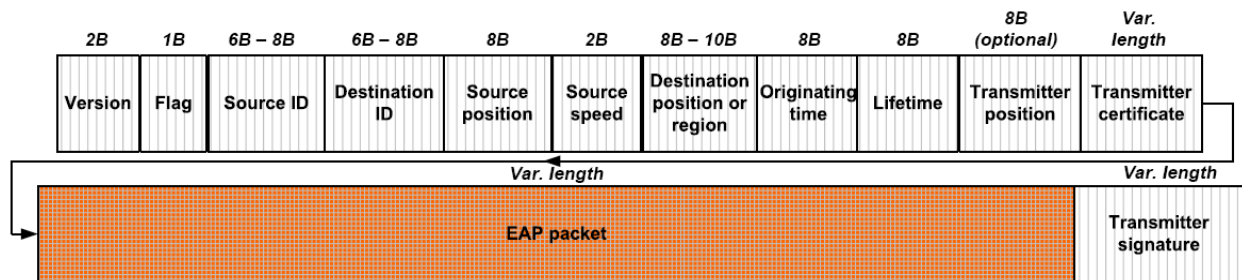 8B Var.
2B 1B 6B – 8B 6B – 8B 8B 2B 8B – 10B 8B 8B (optional) length
Version Flag Source ID Destination ID Source position Source speed Destination position or region Originating time Lifetime Transmitter position Transmitter certificate
Var. length Var. length
EAP packet Transmitter signature